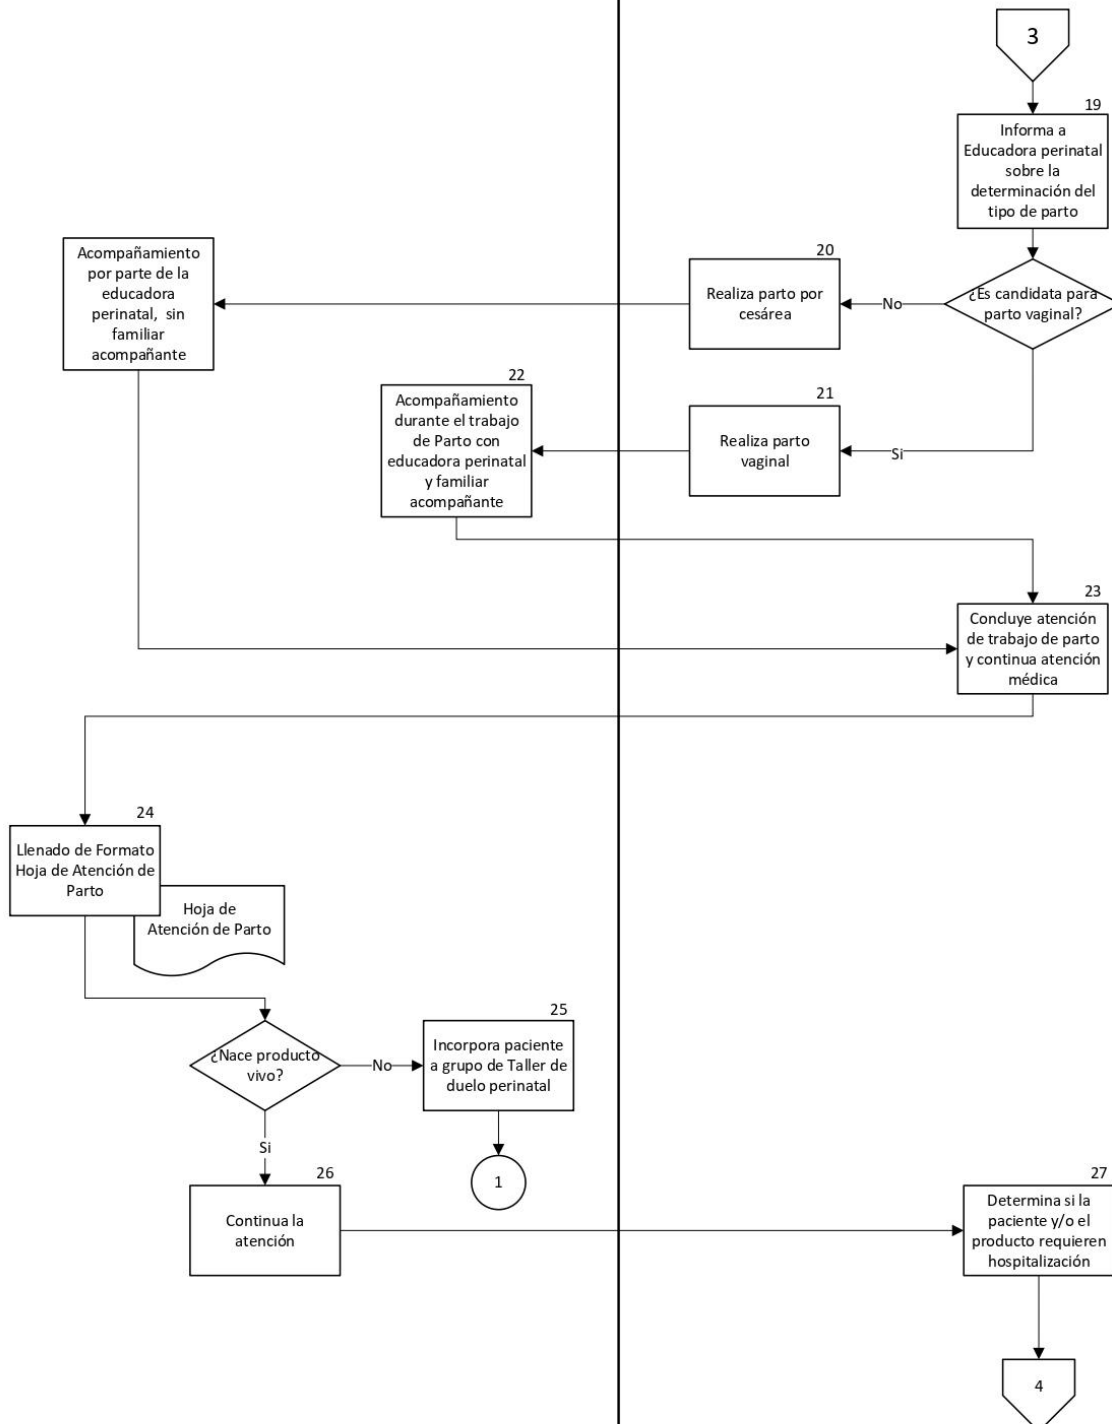 3
19
Informa a
Educadora perinatal
sobre la
determinación del
tipo de parto
¿Es candidata para
parto vaginal?
No
20
Realiza parto por
cesárea
Acompañamiento
por parte de la
educadora
perinatal, sin
familiar
acompañante
Si
21
Realiza parto
vaginal
22
Acompañamiento
durante el trabajo
de Parto con
educadora perinatal
y familiar
acompañante
23
Concluye atención
de trabajo de parto
y continua atención
médica
24
Llenado de Formato
Hoja de Atención de
Parto
Hoja de
Atención de Parto
¿Nace producto
vivo?
No
25
Incorpora paciente
a grupo de Taller de
duelo perinatal
1
Si
26
Continua la
atención
27
Determina si la
paciente y/o el
producto requieren
hospitalización
4